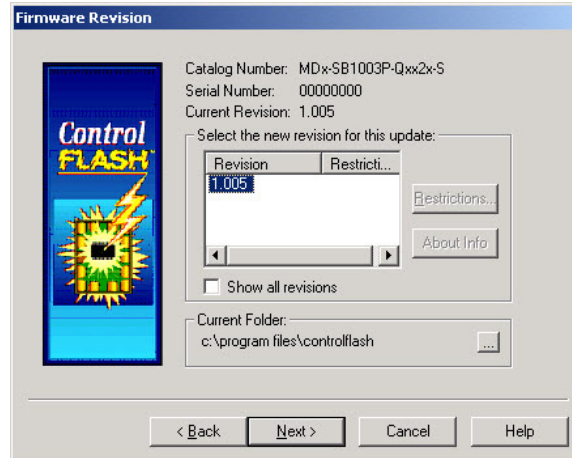 Firmware Revision
Control
FLASH
Catalog Number: MDx-SB1003P-Qxx2x-S
Serial Number: 00000000
Current Revision: 1.005
Select the new revision for this update:
Revision Restricti...
1.005
Restrictions...
About Info
Show all revisions
Current Folder:
c:\program files\controlflash
...
< Back Next > Cancel Help